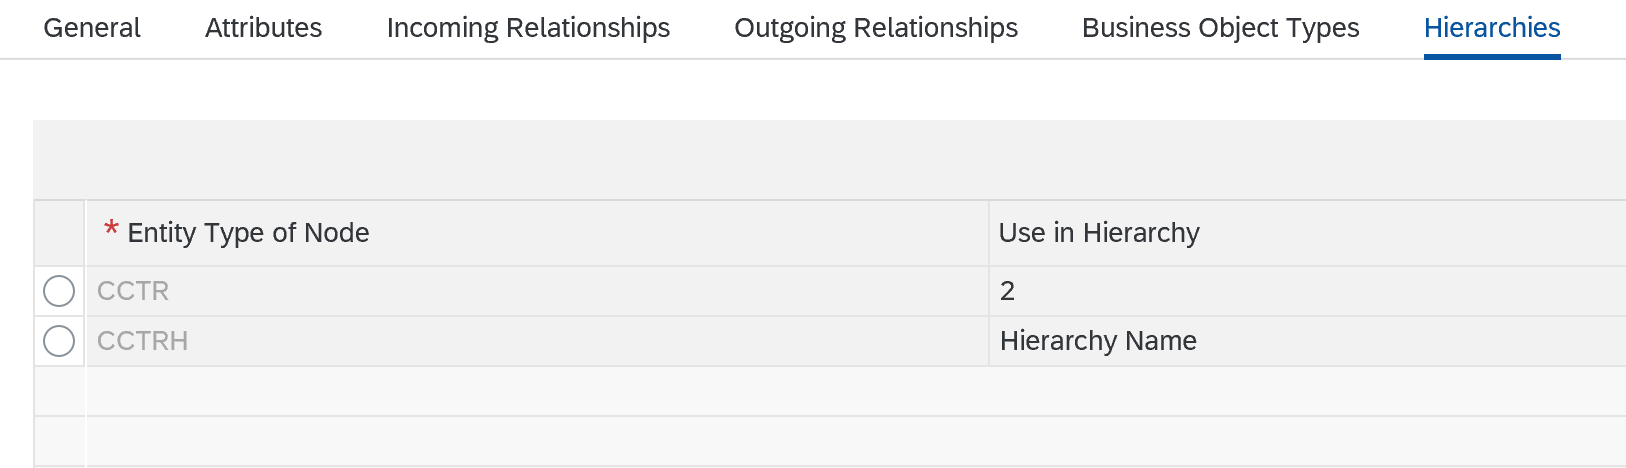 General Attributes Incoming Relationships Outgoing Relationships Business Object Types Hierarchies
* Entity Type of Node Use in Hierarchy
CCTR 2
CCTRH Hierarchy Name